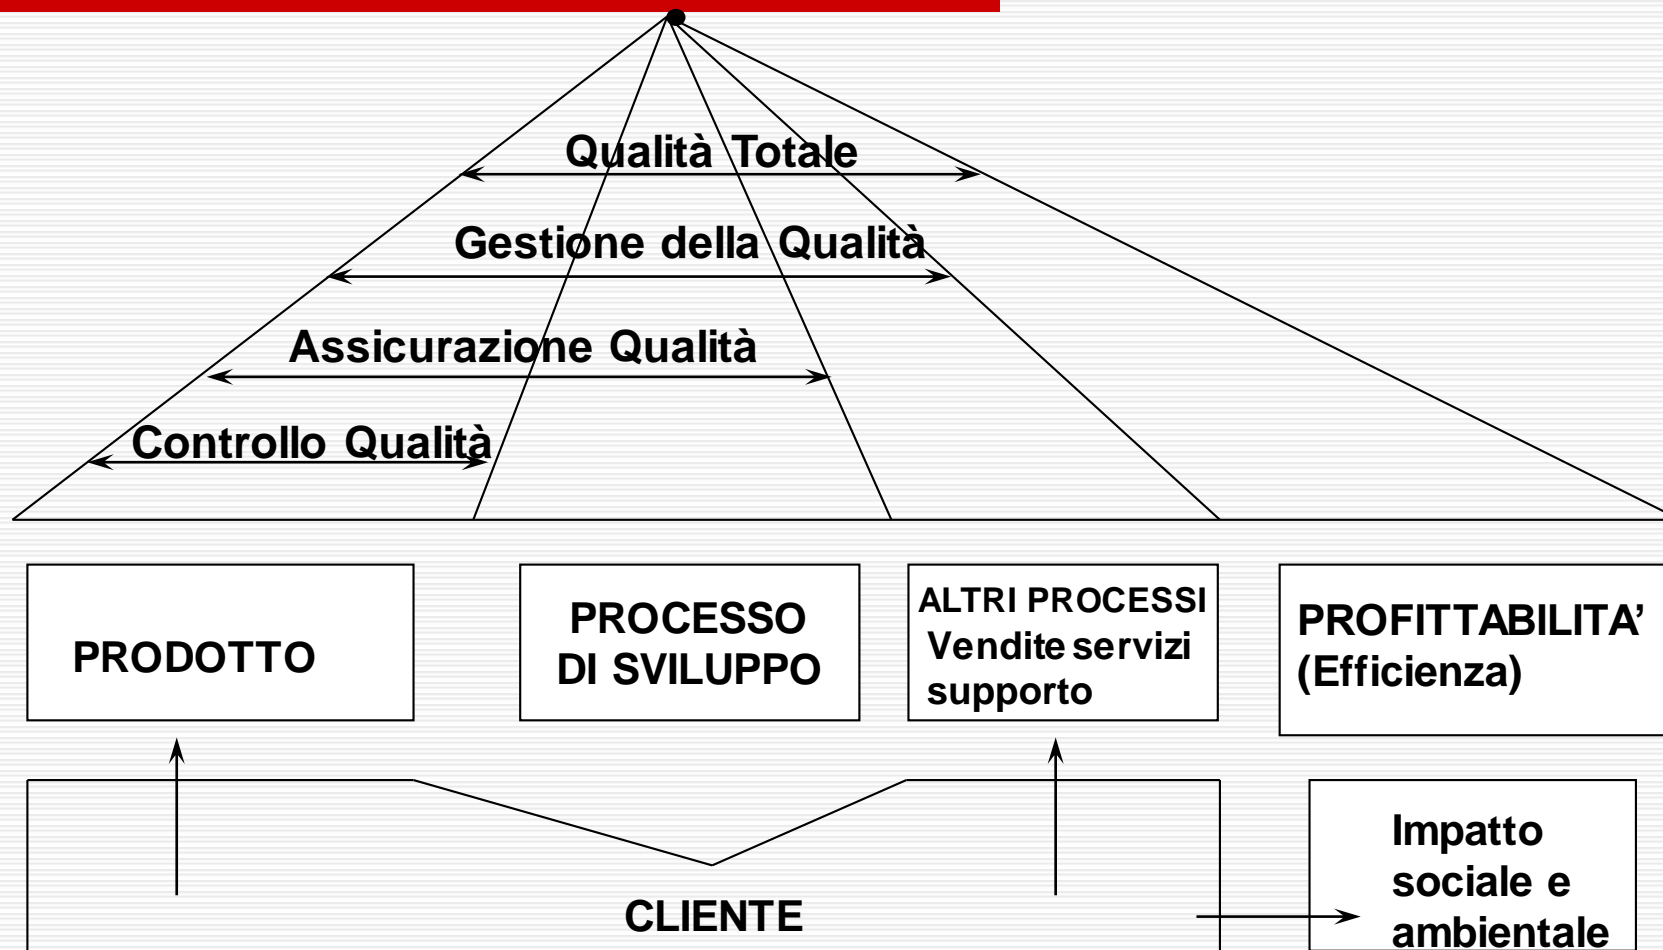 Qualità Totale
Gestione della Qualità
Assicurazione Qualità
Controllo Qualità
PRODOTTO
PROCESSO
DI SVILUPPO
ALTRI PROCESSI
Vendite servizi
supporto
PROFITTABILITA’
(Efficienza)
CLIENTE
Impatto
sociale e
ambientale